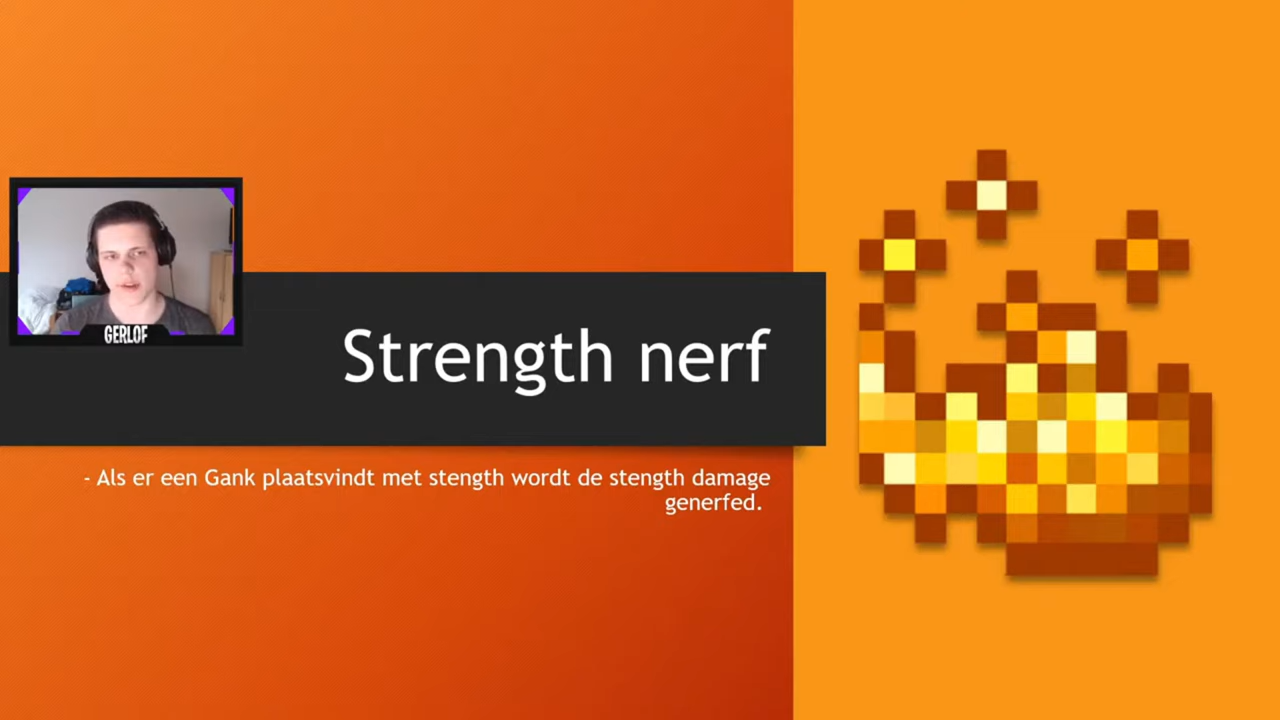 GERLOF
Strength nerf
- Als er een Gank plaatsvindt met stength wordt de stength damage
generfed.